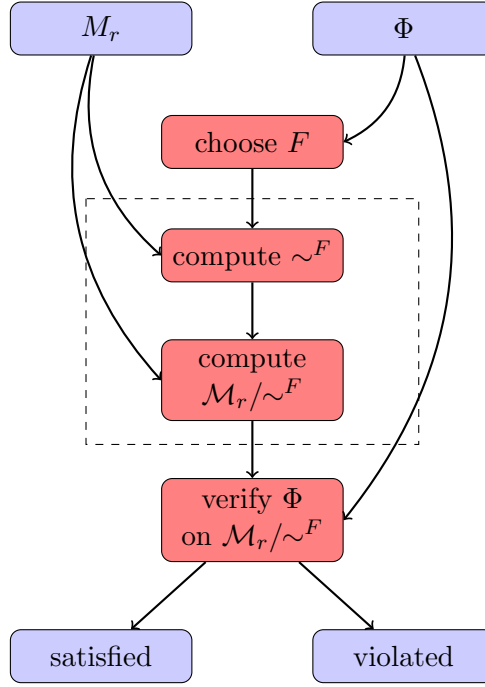 M_r
Φ
choose F
compute ∼^F
compute
ℳ_r/∼^F
verify Φ
on ℳ_r/∼^F
satisfied
violated